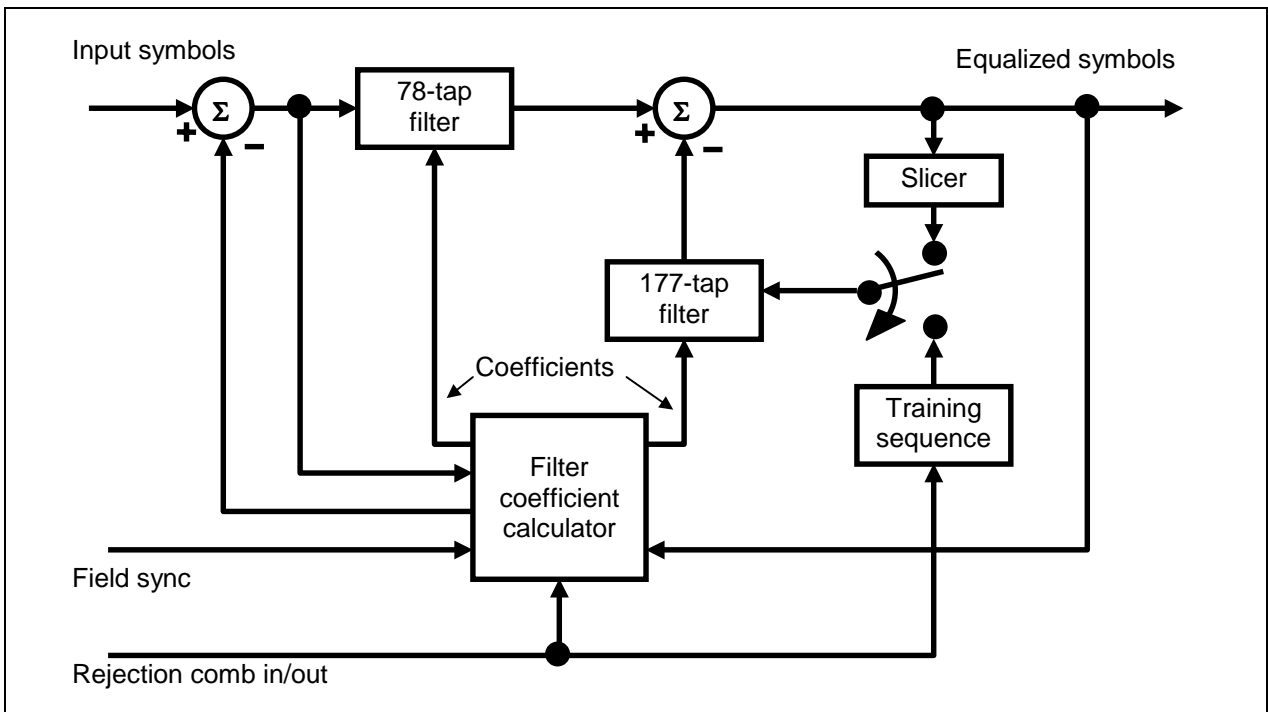 Input symbols
Equalized symbols
Σ
+
−
78-tap
filter
Σ
+
−
Slicer
177-tap
filter
Coefficients
Training
sequence
Filter
coefficient
calculator
Field sync
Rejection comb in/out